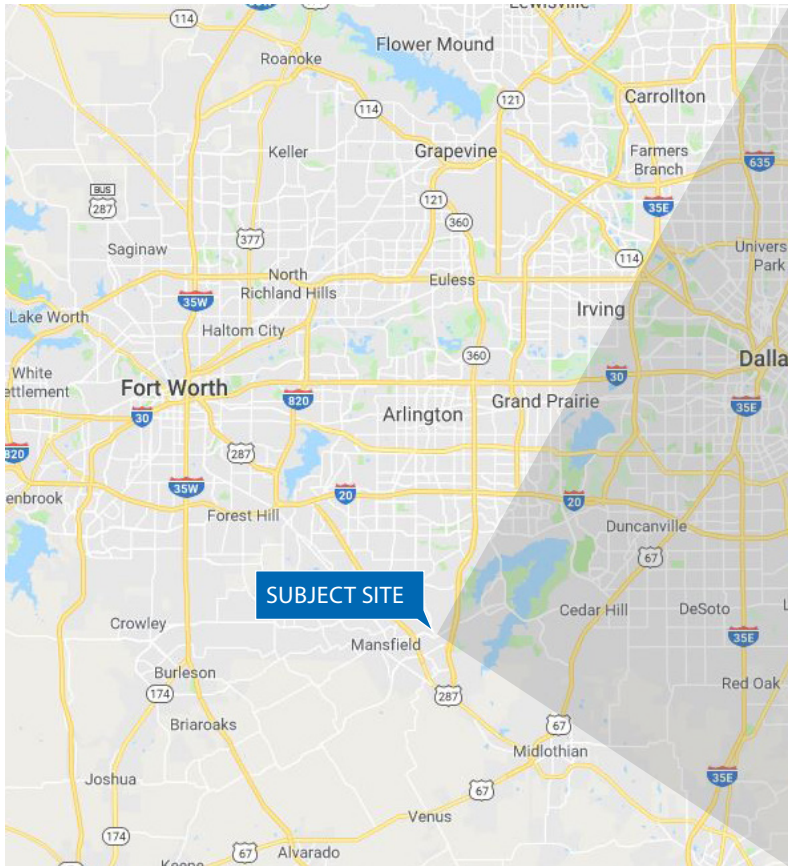 Lewisville
114
Flower Mound
Roanoke
121
Carrollton
114
Keller
Grapevine
Farmers
Branch
635
BUS
287
121
35E
360
377
114
Univers
Park
Saginaw
North
Richland Hills
Euless
35W
Irving
Lake Worth
Haltom City
360
White
ettlement
Dalla
30
Fort Worth
820
Grand Prairie
35E
Arlington
30
287
820
35W
20
20
enbrook
Forest Hill
Duncanville
67
SUBJECT SITE
Cedar Hill
DeSoto
L
Crowley
35E
Mansfield
Burleson
Red Oak
174
287
Briaroaks
67
Midlothian
35E
Joshua
67
Venus
174
67
Alvarado
Keene